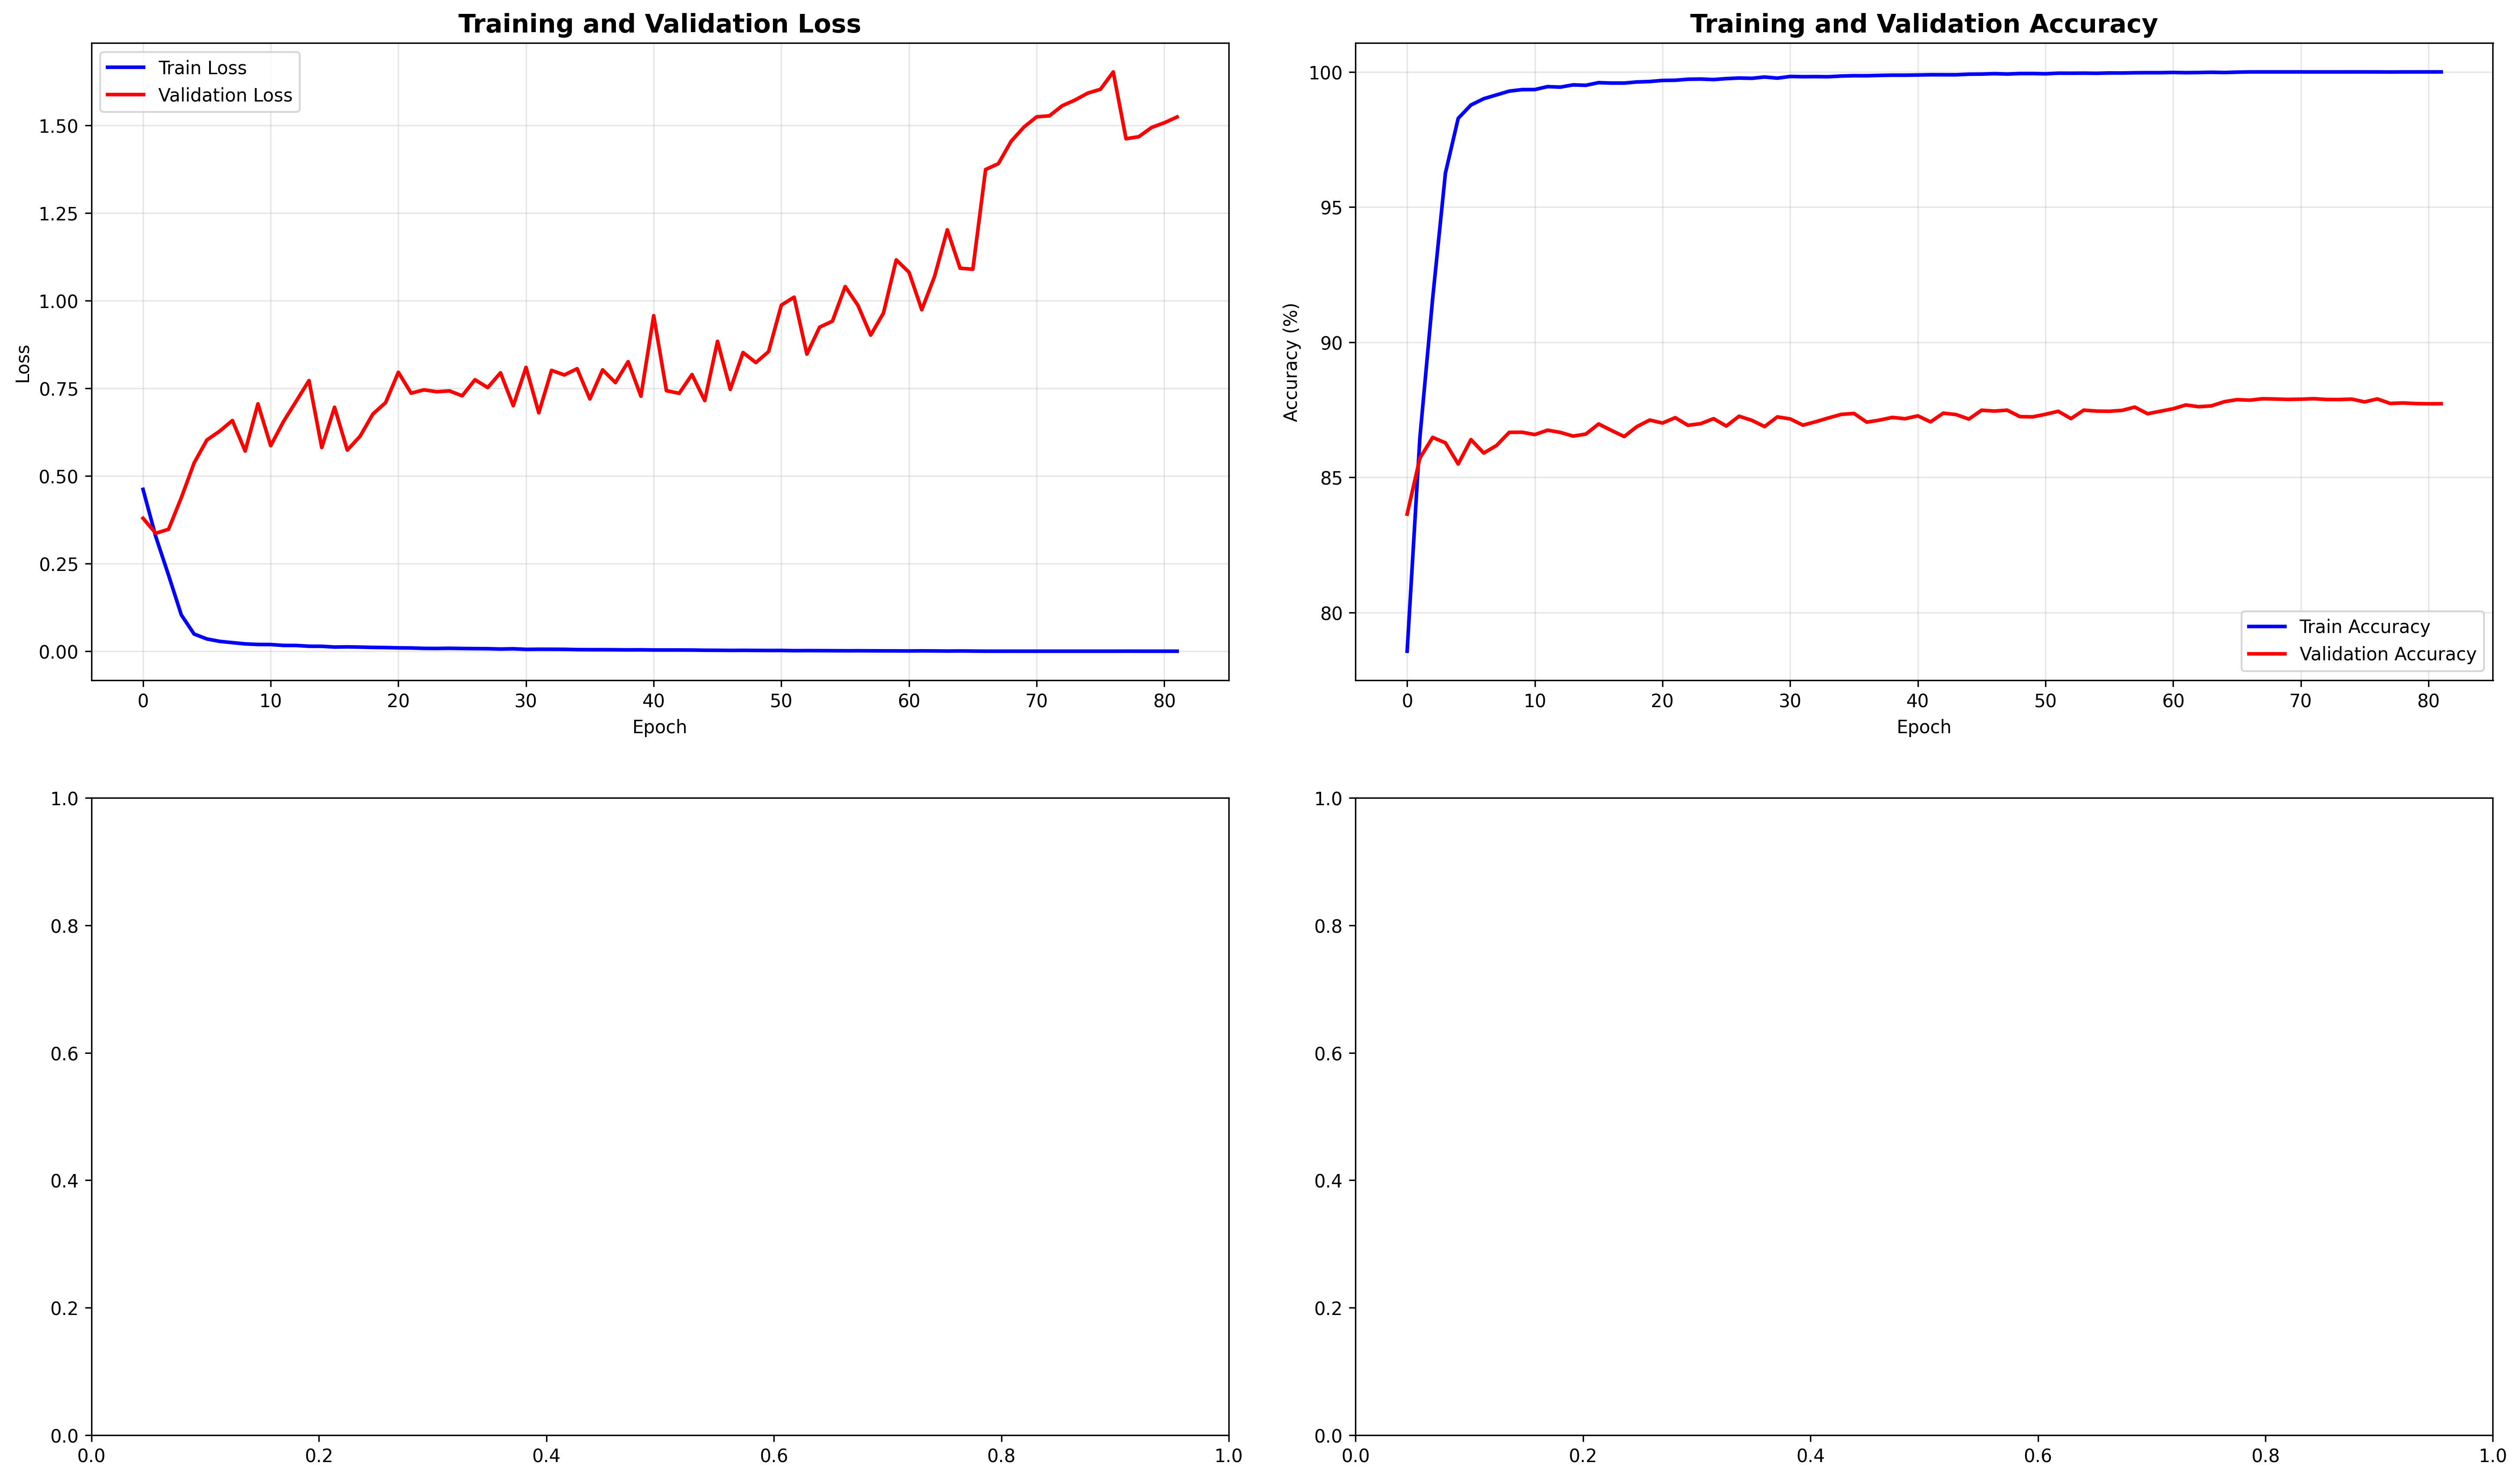 Training and Validation Loss
Train Loss
Validation Loss
1.50
1.25
1.00
0.75
0.50
0.25
0.00
Loss
0 10 20 30 40 50 60 70 80
Epoch
Training and Validation Accuracy
100
95
90
85
80
Accuracy (%)
Train Accuracy
Validation Accuracy
0 10 20 30 40 50 60 70 80
Epoch
1.0
0.8
0.6
0.4
0.2
0.0
0.0 0.2 0.4 0.6 0.8 1.0
1.0
0.8
0.6
0.4
0.2
0.0
0.0 0.2 0.4 0.6 0.8 1.0